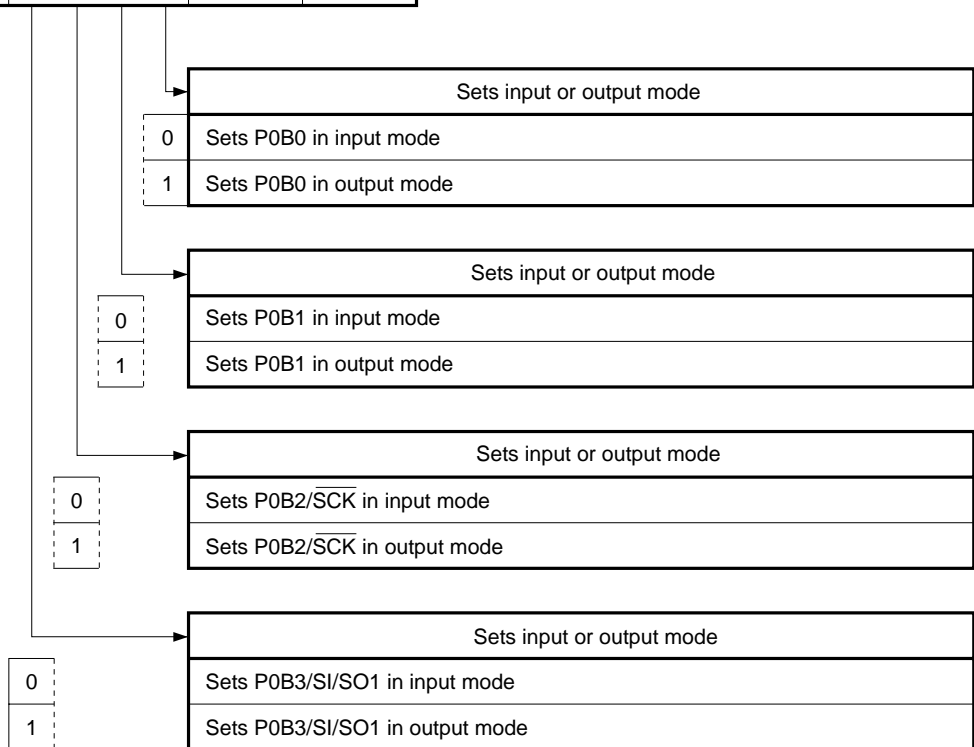 Sets input or output mode
0 Sets P0B0 in input mode
1 Sets P0B0 in output mode
Sets input or output mode
0 Sets P0B1 in input mode
1 Sets P0B1 in output mode
Sets input or output mode
0 Sets P0B2/S̅C̅K̅ in input mode
1 Sets P0B2/S̅C̅K̅ in output mode
Sets input or output mode
0 Sets P0B3/SI/SO1 in input mode
1 Sets P0B3/SI/SO1 in output mode